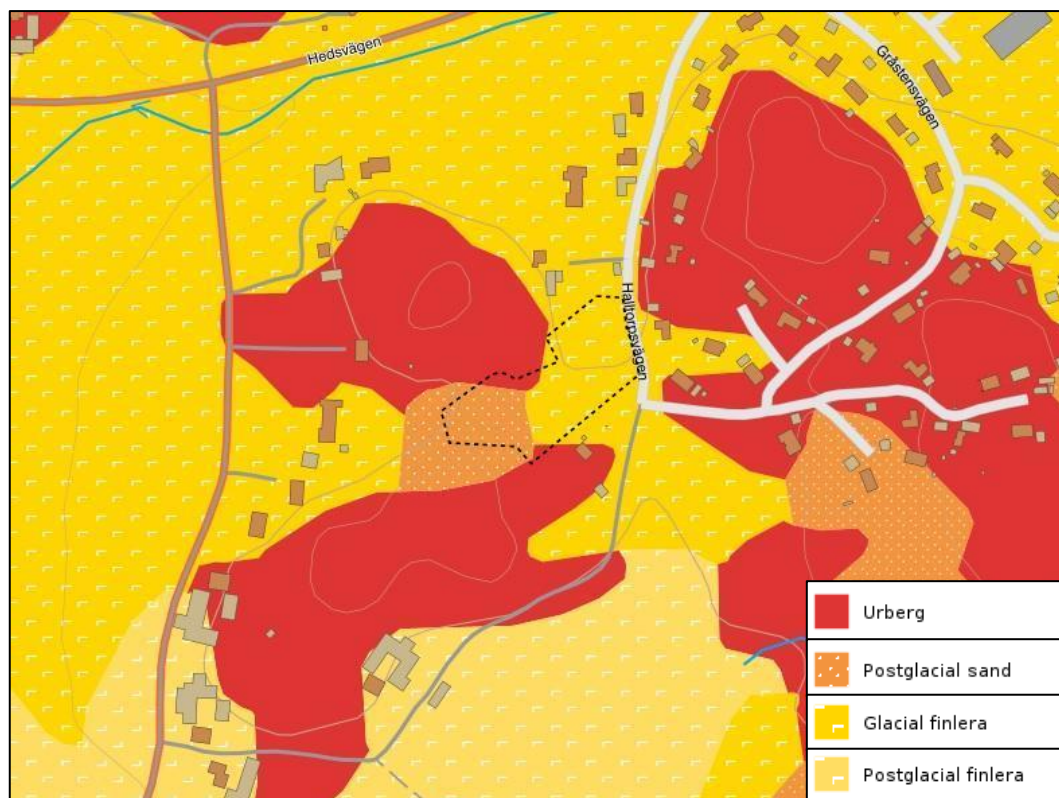 Hedsvägen
Gråstensvägen
Halltorpsvägen
Urberg
Postglacial sand
Glacial finlera
Postglacial finlera